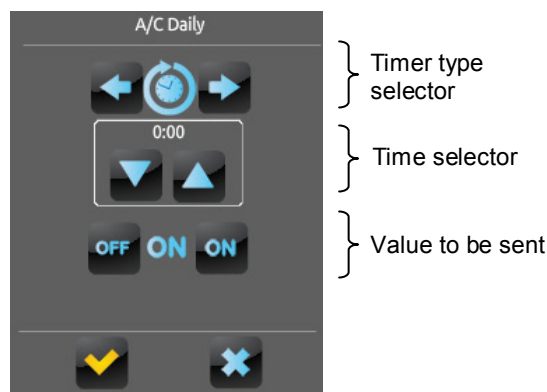 A/C Daily
Timer type
selector
0:00
Time selector
OFF ON ON
Value to be sent